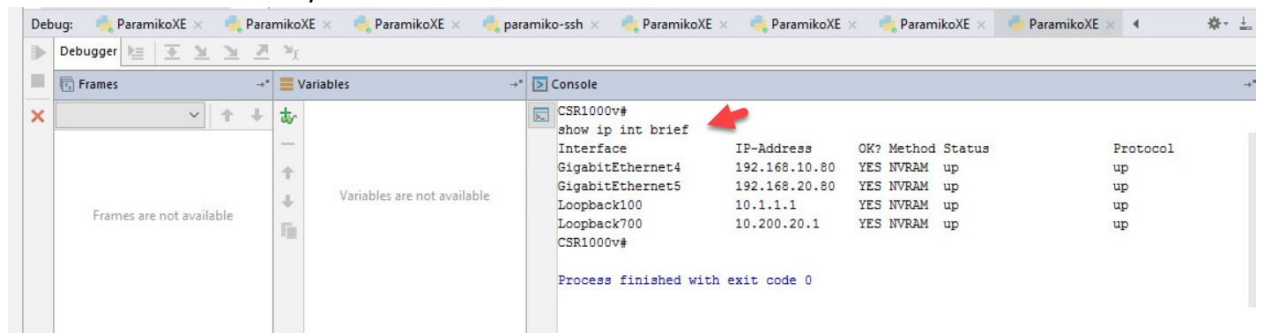 Debug: ParamikoXE ParamikoXE ParamikoXE paramiko-ssh ParamikoXE ParamikoXE ParamikoXE ParamikoXE
Debugger
Frames Variables Console
CSR1000v#
show ip int brief
Interface IP-Address OK? Method Status Protocol
GigabitEthernet4 192.168.10.80 YES NVRAM up up
GigabitEthernet5 192.168.20.80 YES NVRAM up up
Loopback100 10.1.1.1 YES NVRAM up up
Loopback700 10.200.20.1 YES NVRAM up up
CSR1000v#
Frames are not available
Variables are not available
Process finished with exit code 0